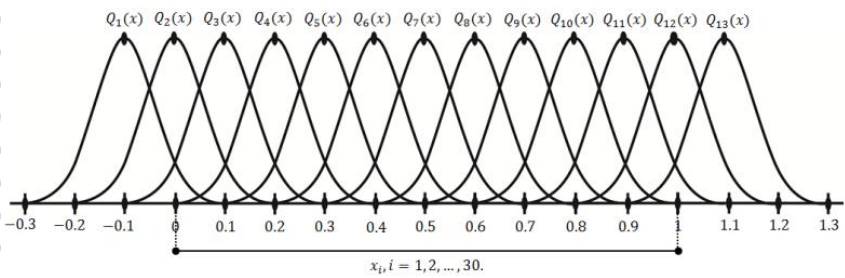 Q₁(x) Q₂(x) Q₃(x) Q₄(x) Q₅(x) Q₆(x) Q₇(x) Q₈(x) Q₉(x) Q₁₀(x) Q₁₁(x) Q₁₂(x) Q₁₃(x)
−0.3 −0.2 −0.1 0 0.1 0.2 0.3 0.4 0.5 0.6 0.7 0.8 0.9 1 1.1 1.2 1.3
xᵢ, i = 1,2, … , 30.